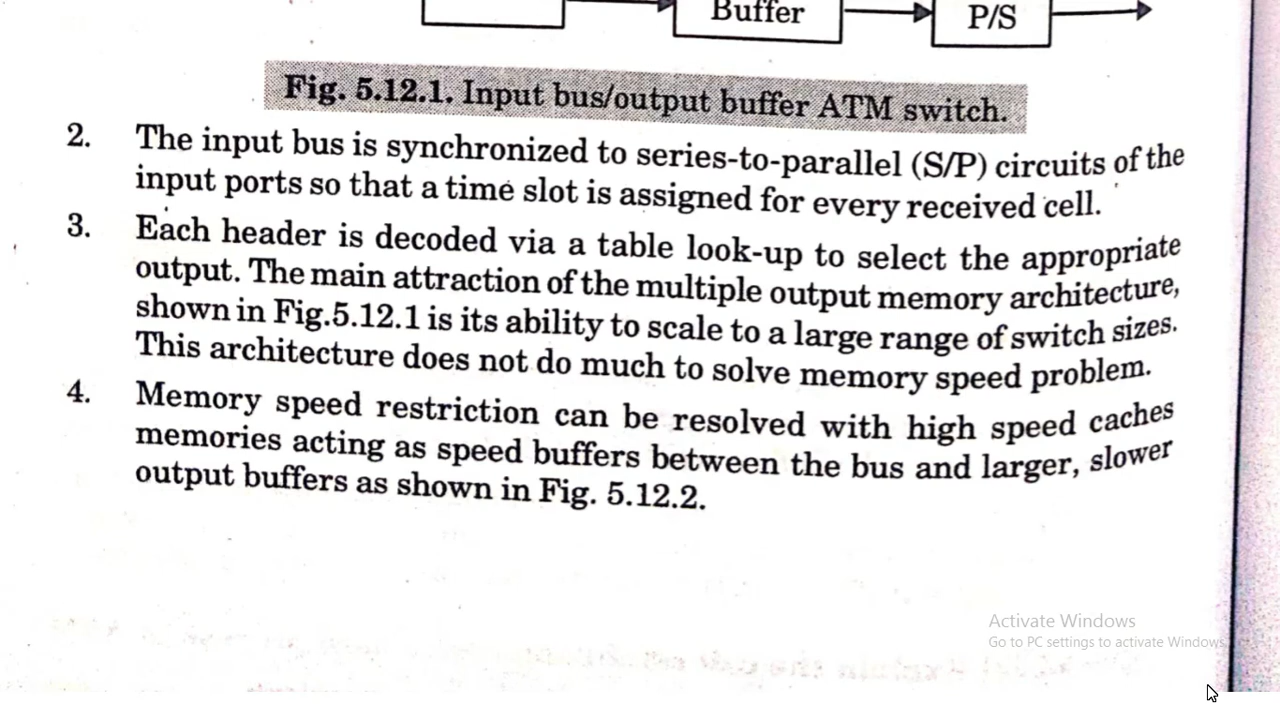 Buffer
P/S
Fig. 5.12.1. Input bus/output buffer ATM switch.
2. The input bus is synchronized to series-to-parallel (S/P) circuits of the
input ports so that a time slot is assigned for every received cell.
3. Each header is decoded via a table look-up to select the appropriate
output. The main attraction of the multiple output memory architecture,
shown in Fig.5.12.1 is its ability to scale to a large range of switch sizes.
This architecture does not do much to solve memory speed problem.
4. Memory speed restriction can be resolved with high speed caches
memories acting as speed buffers between the bus and larger, slower
output buffers as shown in Fig. 5.12.2.
Activate Windows
Go to PC settings to activate Windows